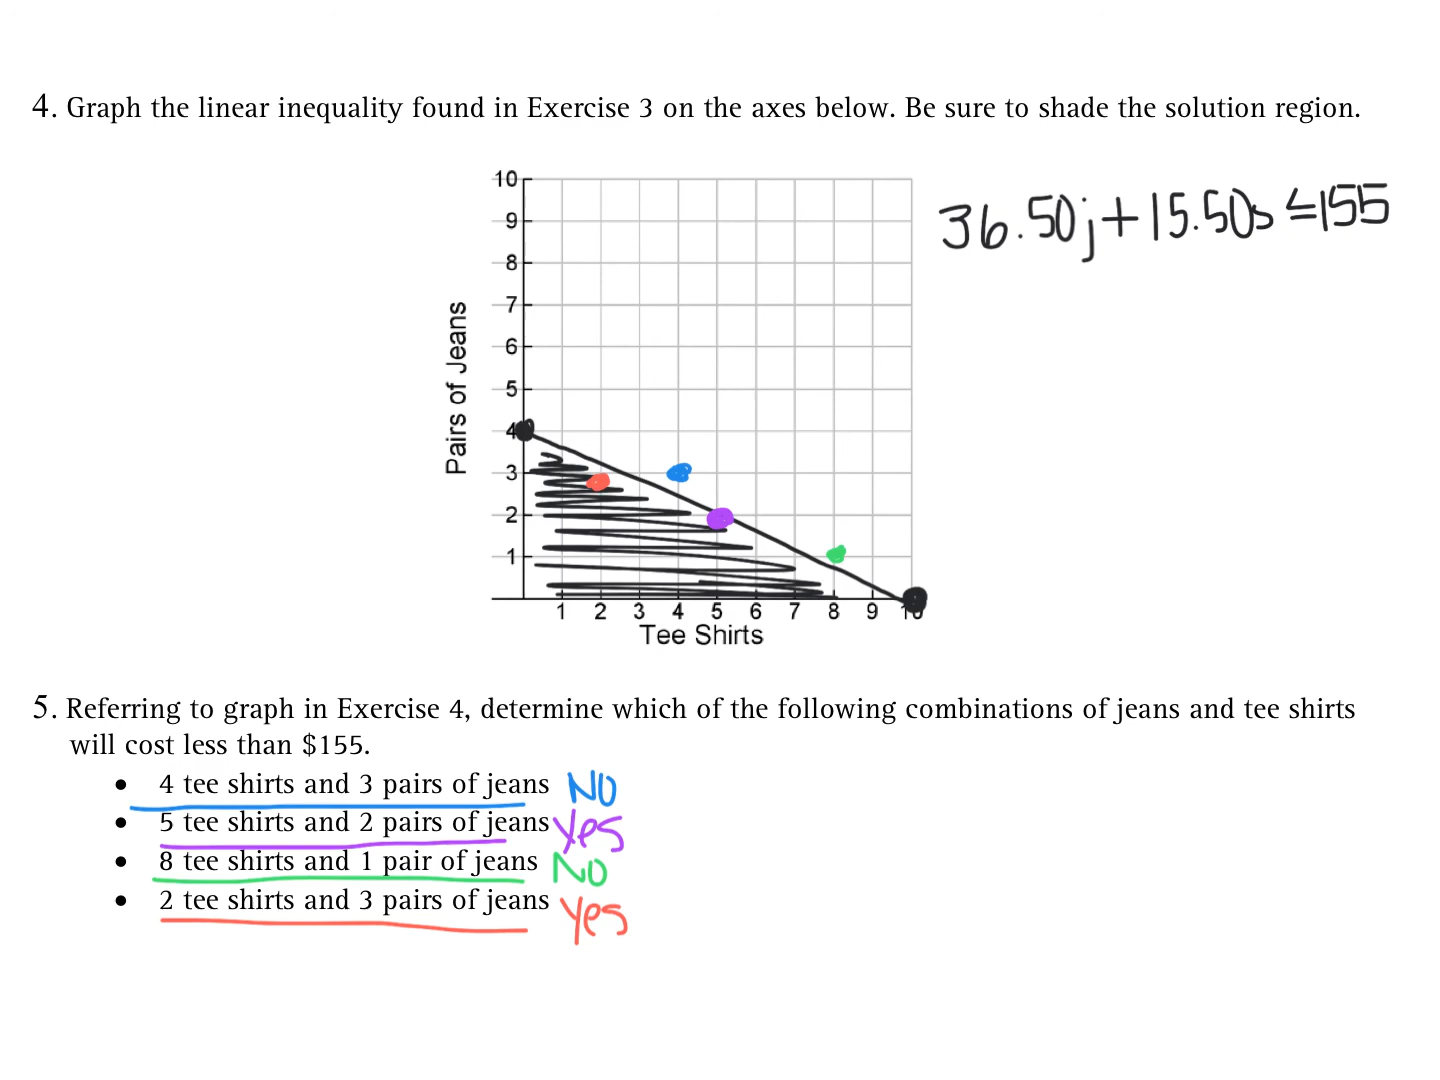 4. Graph the linear inequality found in Exercise 3 on the axes below. Be sure to shade the solution region.
36.50j+15.50s≤155
10
9
8
7
6
5
4
3
2
1
Pairs of Jeans
1 2 3 4 5 6 7 8 9 10
Tee Shirts
5. Referring to graph in Exercise 4, determine which of the following combinations of jeans and tee shirts
will cost less than $155.
• 4 tee shirts and 3 pairs of jeans NO
• 5 tee shirts and 2 pairs of jeans Yes
• 8 tee shirts and 1 pair of jeans NO
• 2 tee shirts and 3 pairs of jeans Yes